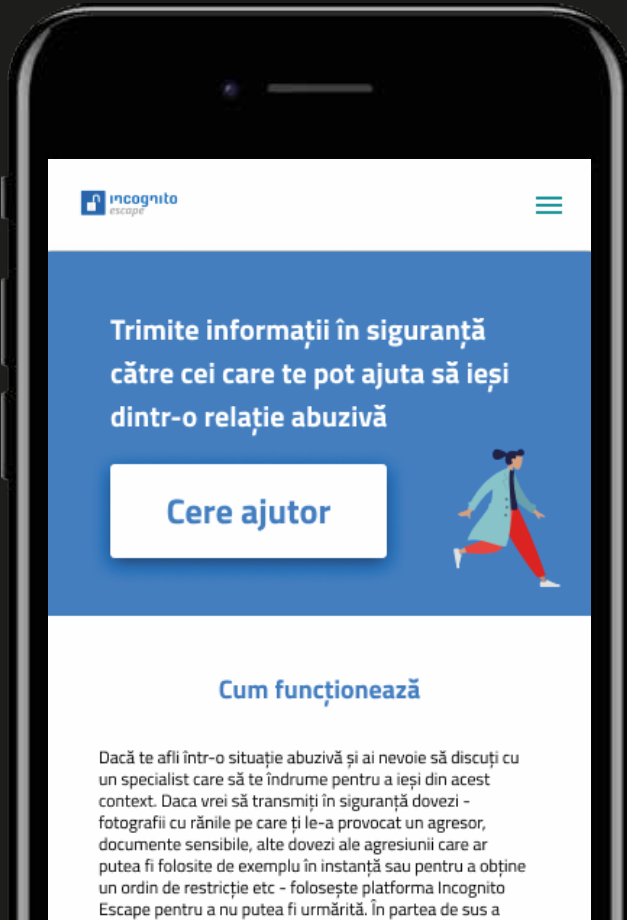 incognito
escape
Trimite informații în siguranță
către cei care te pot ajuta să ieși
dintr-o relație abuzivă
Cere ajutor
Cum funcționează
Dacă te afli într-o situație abuzivă și ai nevoie să discuți cu
un specialist care să te îndrume pentru a ieși din acest
context. Daca vrei să transmiți în siguranță dovezi -
fotografii cu rănile pe care ți le-a provocat un agresor,
documente sensibile, alte dovezi ale agresiunii care ar
putea fi folosite de exemplu în instanță sau pentru a obține
un ordin de restricție etc - folosește platforma Incognito
Escape pentru a nu putea fi urmărită. În partea de sus a